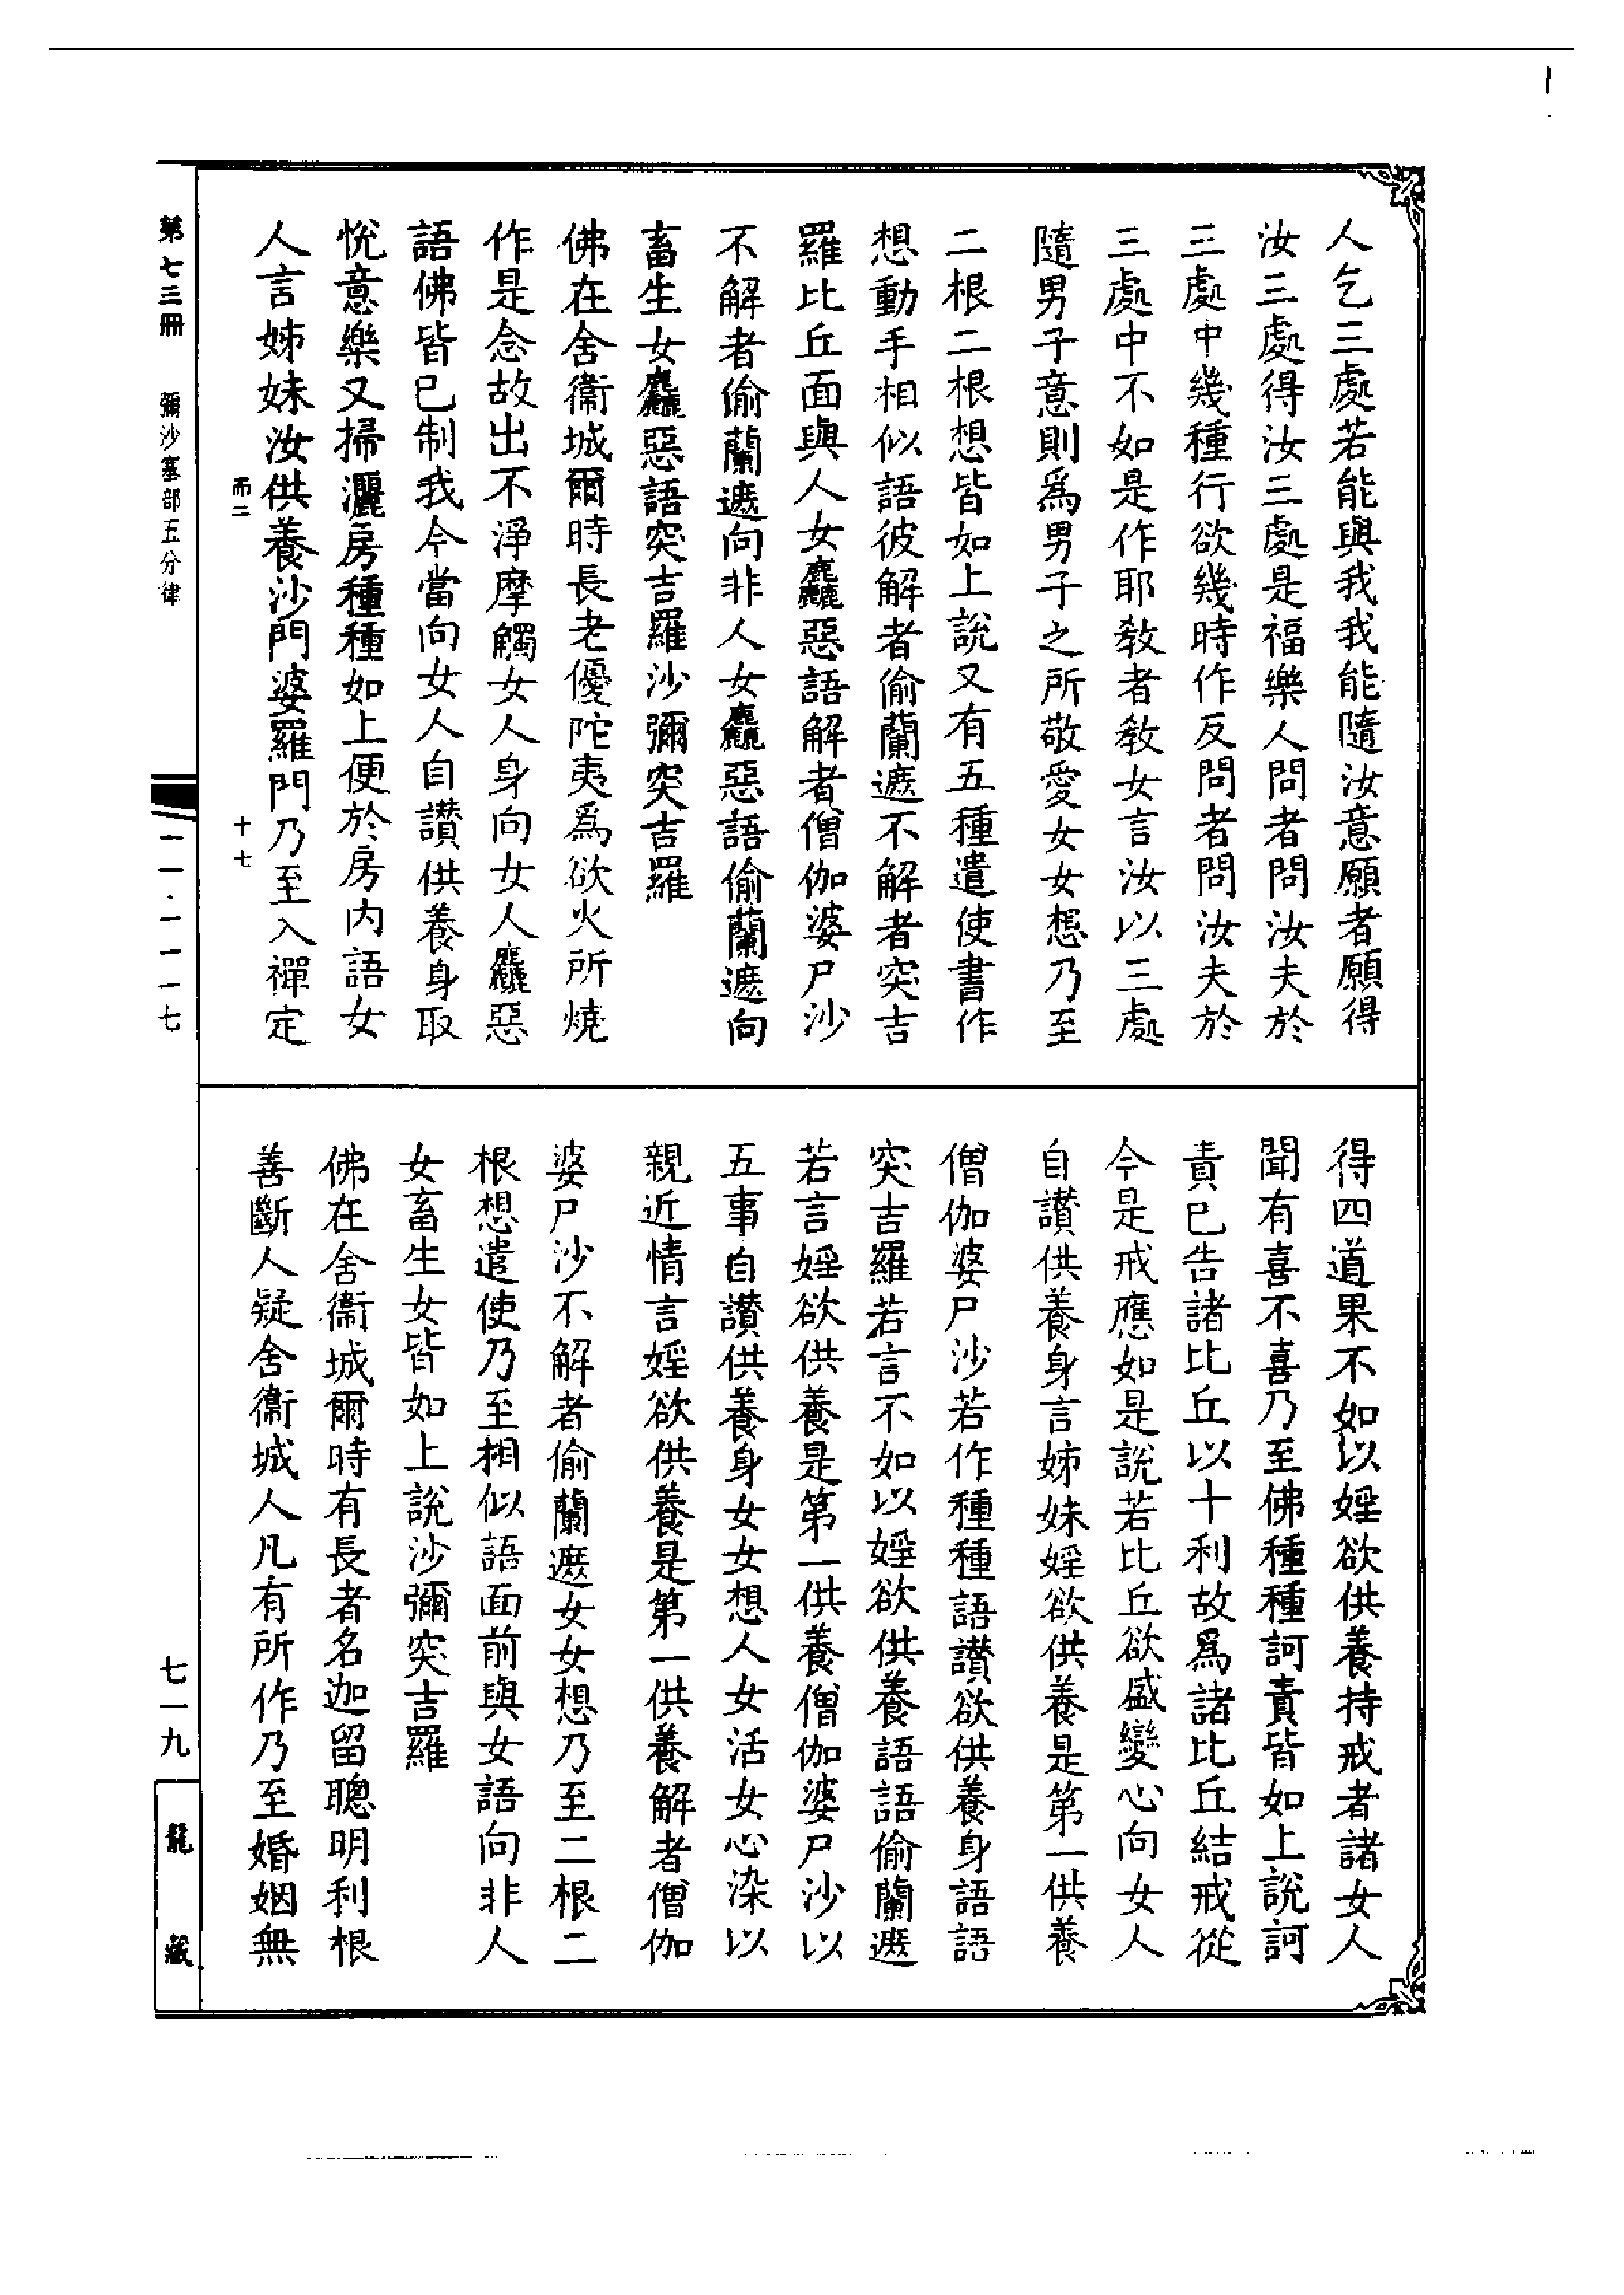 人乞三處若能與我我能隨汝意願者願得
汝三處得汝三處是福樂人問者問汝夫於
三處中幾種行欲幾時作反問者問汝夫於
三處中不如是作耶教者教女言汝以三處
隨男子意則為男子之所敬愛女女想乃至
二根二根想皆如上說又有五種遣使書作
想動手相似語彼解者偷蘭遮不解者突吉
羅比丘面與人女麤惡語解者僧伽婆尸沙
不解者偷蘭遮向非人女麤惡語偷蘭遮向
畜生女麤惡語突吉羅沙彌突吉羅
佛在舍衞城爾時長老優陀夷為欲火所燒
作是念故出不淨摩觸女人身向女人麤惡
語佛皆已制我今當向女人自讚供養身取
悅意樂又掃灑房種種如上便於房内語女
人言姊妹汝供養沙門婆羅門乃至入禪定
得四道果不如以婬欲供養持戒者諸女人
聞有喜不喜乃至佛種種訶責皆如上說訶
責已告諸比丘以十利故為諸比丘結戒從
今是戒應如是說若比丘欲盛變心向女人
自讚供養身言姊妹婬欲供養是第一供養
僧伽婆尸沙若作種種語讚欲供養身語語
突吉羅若言不如以婬欲供養語語偷蘭遮
若言婬欲供養是第一供養僧伽婆尸沙以
五事自讚供養身女女想人女活女心染以
親近情言婬欲供養是第一供養解者僧伽
婆尸沙不解者偷蘭遮女女想乃至二根二
根想遣使乃至相似語面前與女語向非人
女畜生女皆如上說沙彌突吉羅
佛在舍衞城爾時有長者名迦留聰明利根
善斷人疑舍衞城人凡有所作乃至婚姻無
而二 十七
第七三冊 彌沙塞部五分律 一一·一一一七 七一九 龍藏